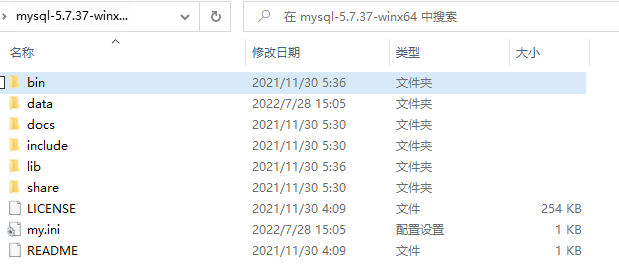 mysql-5.7.37-winx...
在 mysql-5.7.37-winx64 中搜索
名称 修改日期 类型 大小
bin 2021/11/30 5:36 文件夹
data 2022/7/28 15:05 文件夹
docs 2021/11/30 5:30 文件夹
include 2021/11/30 5:30 文件夹
lib 2021/11/30 5:36 文件夹
share 2021/11/30 5:30 文件夹
LICENSE 2021/11/30 4:09 文件 254 KB
my.ini 2022/7/28 15:05 配置设置 1 KB
README 2021/11/30 4:09 文件 1 KB